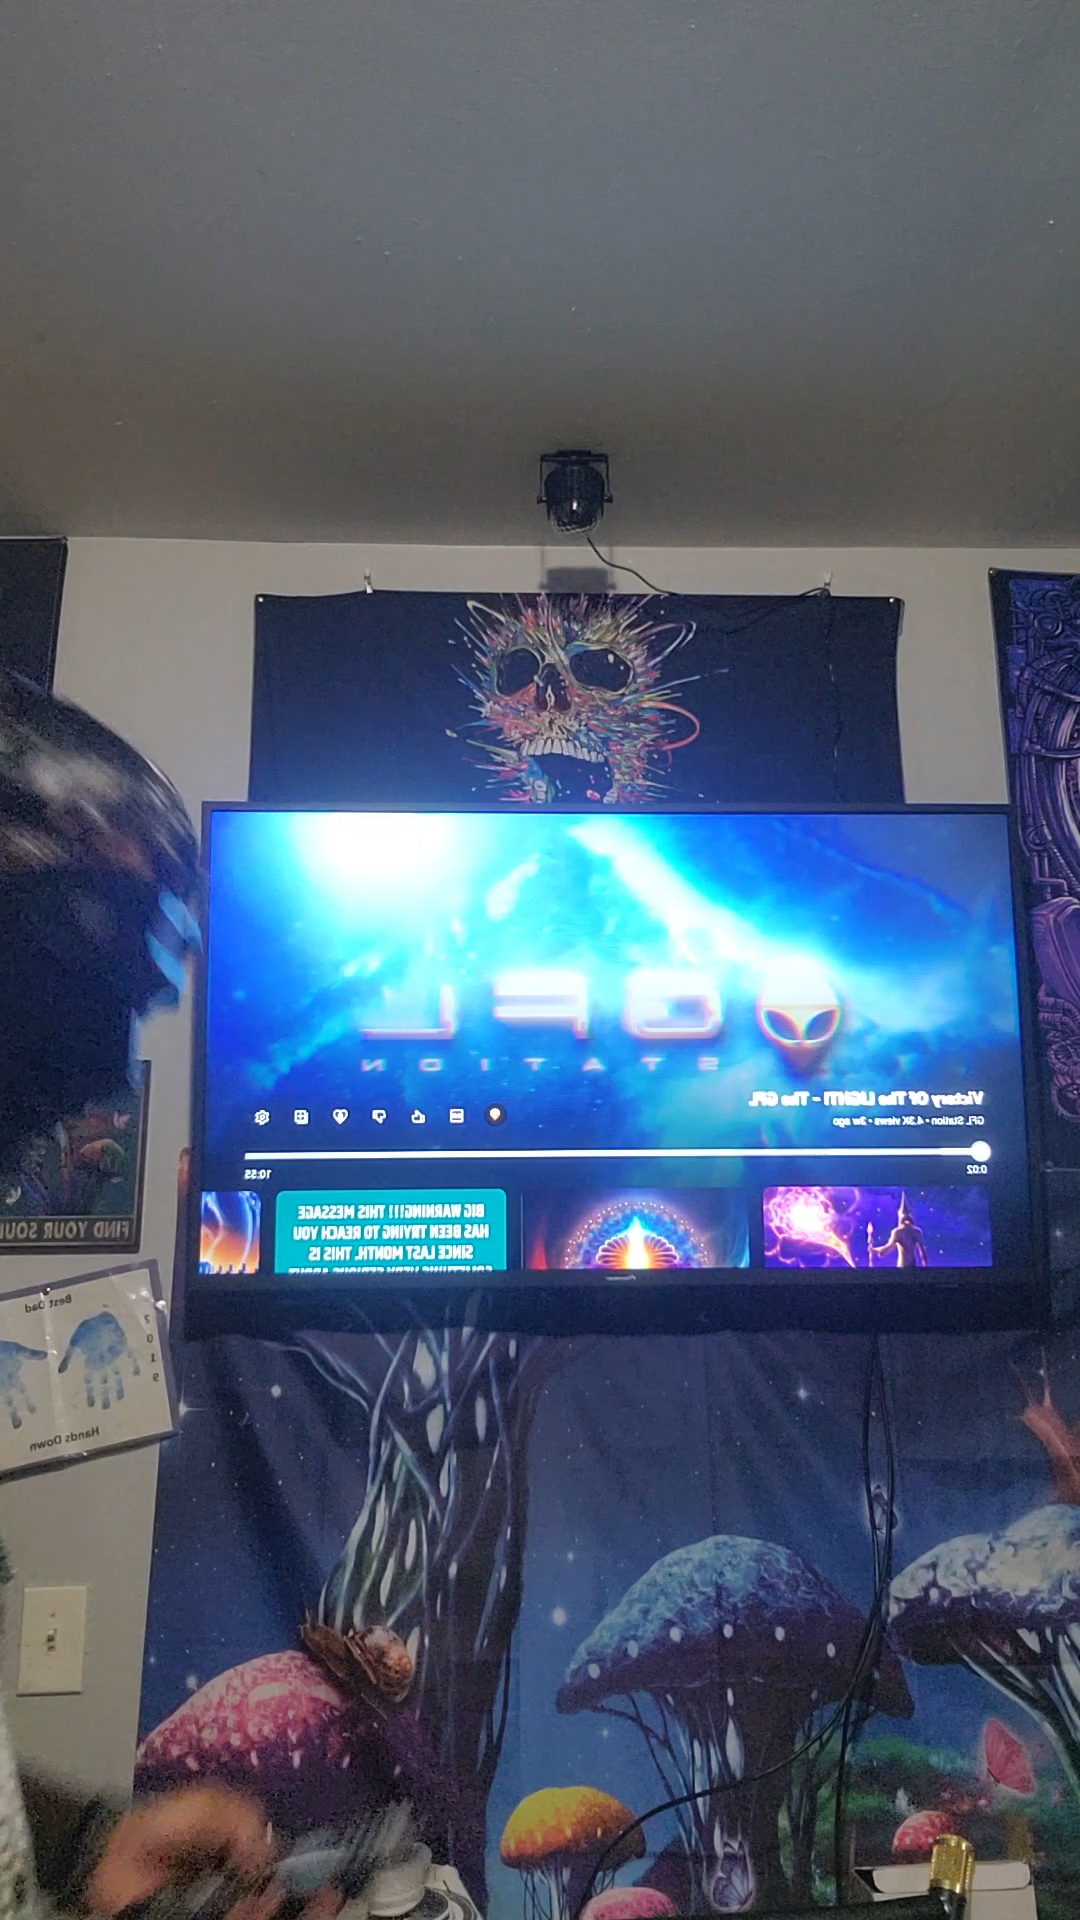 GFL
STATION
Victory Of The LIGHT! - The GFL
GFL Station • 4.3K views • 3w ago
0:02
10:55
BIG WARNING!!! THIS MESSAGE
HAS BEEN TRYING TO REACH YOU
SINCE LAST MONTH. THIS IS
FIND YOUR SOUL
Best Dad
2019
Hands Down